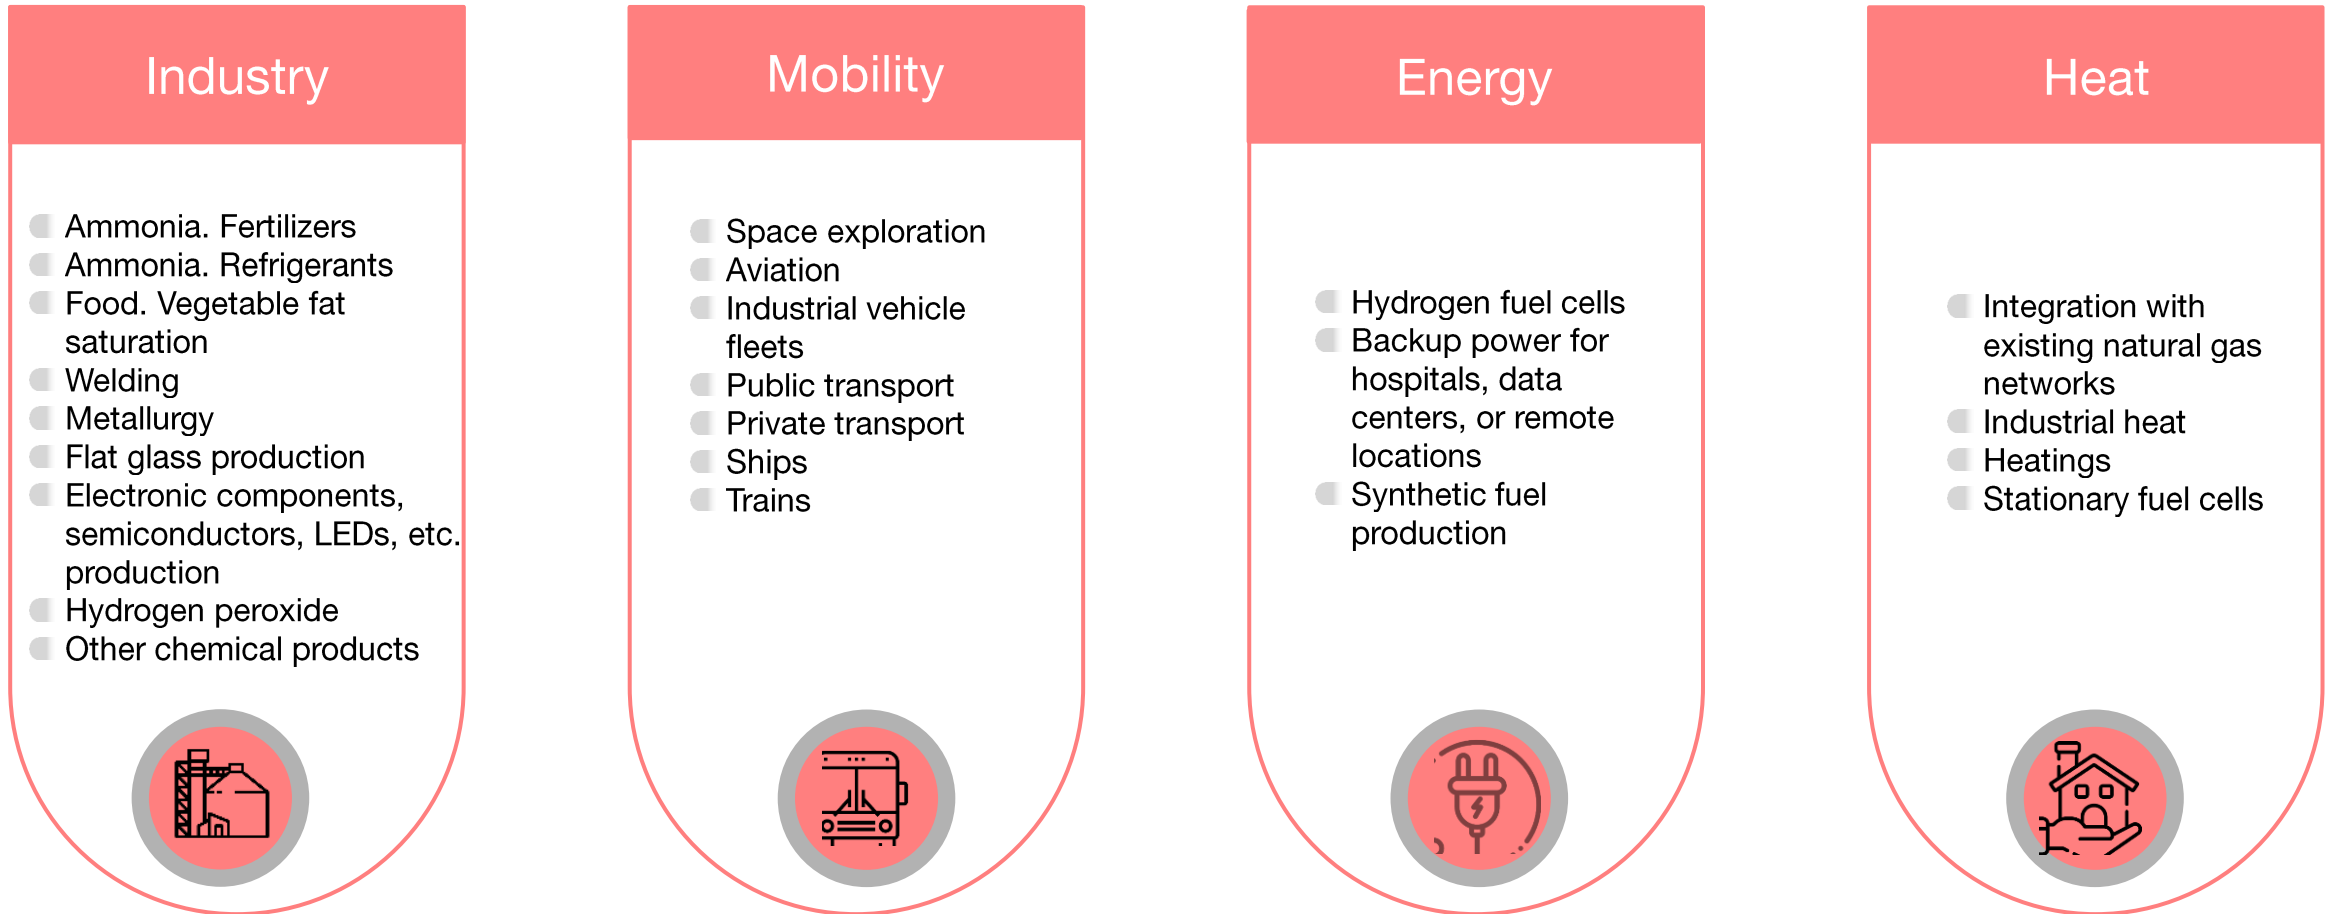 Industry
Ammonia. Fertilizers
Ammonia. Refrigerants
Food. Vegetable fat
saturation
Welding
Metallurgy
Flat glass production
Electronic components,
semiconductors, LEDs, etc.
production
Hydrogen peroxide
Other chemical products
Mobility
Space exploration
Aviation
Industrial vehicle
fleets
Public transport
Private transport
Ships
Trains
Energy
Hydrogen fuel cells
Backup power for
hospitals, data
centers, or remote
locations
Synthetic fuel
production
Heat
Integration with
existing natural gas
networks
Industrial heat
Heatings
Stationary fuel cells